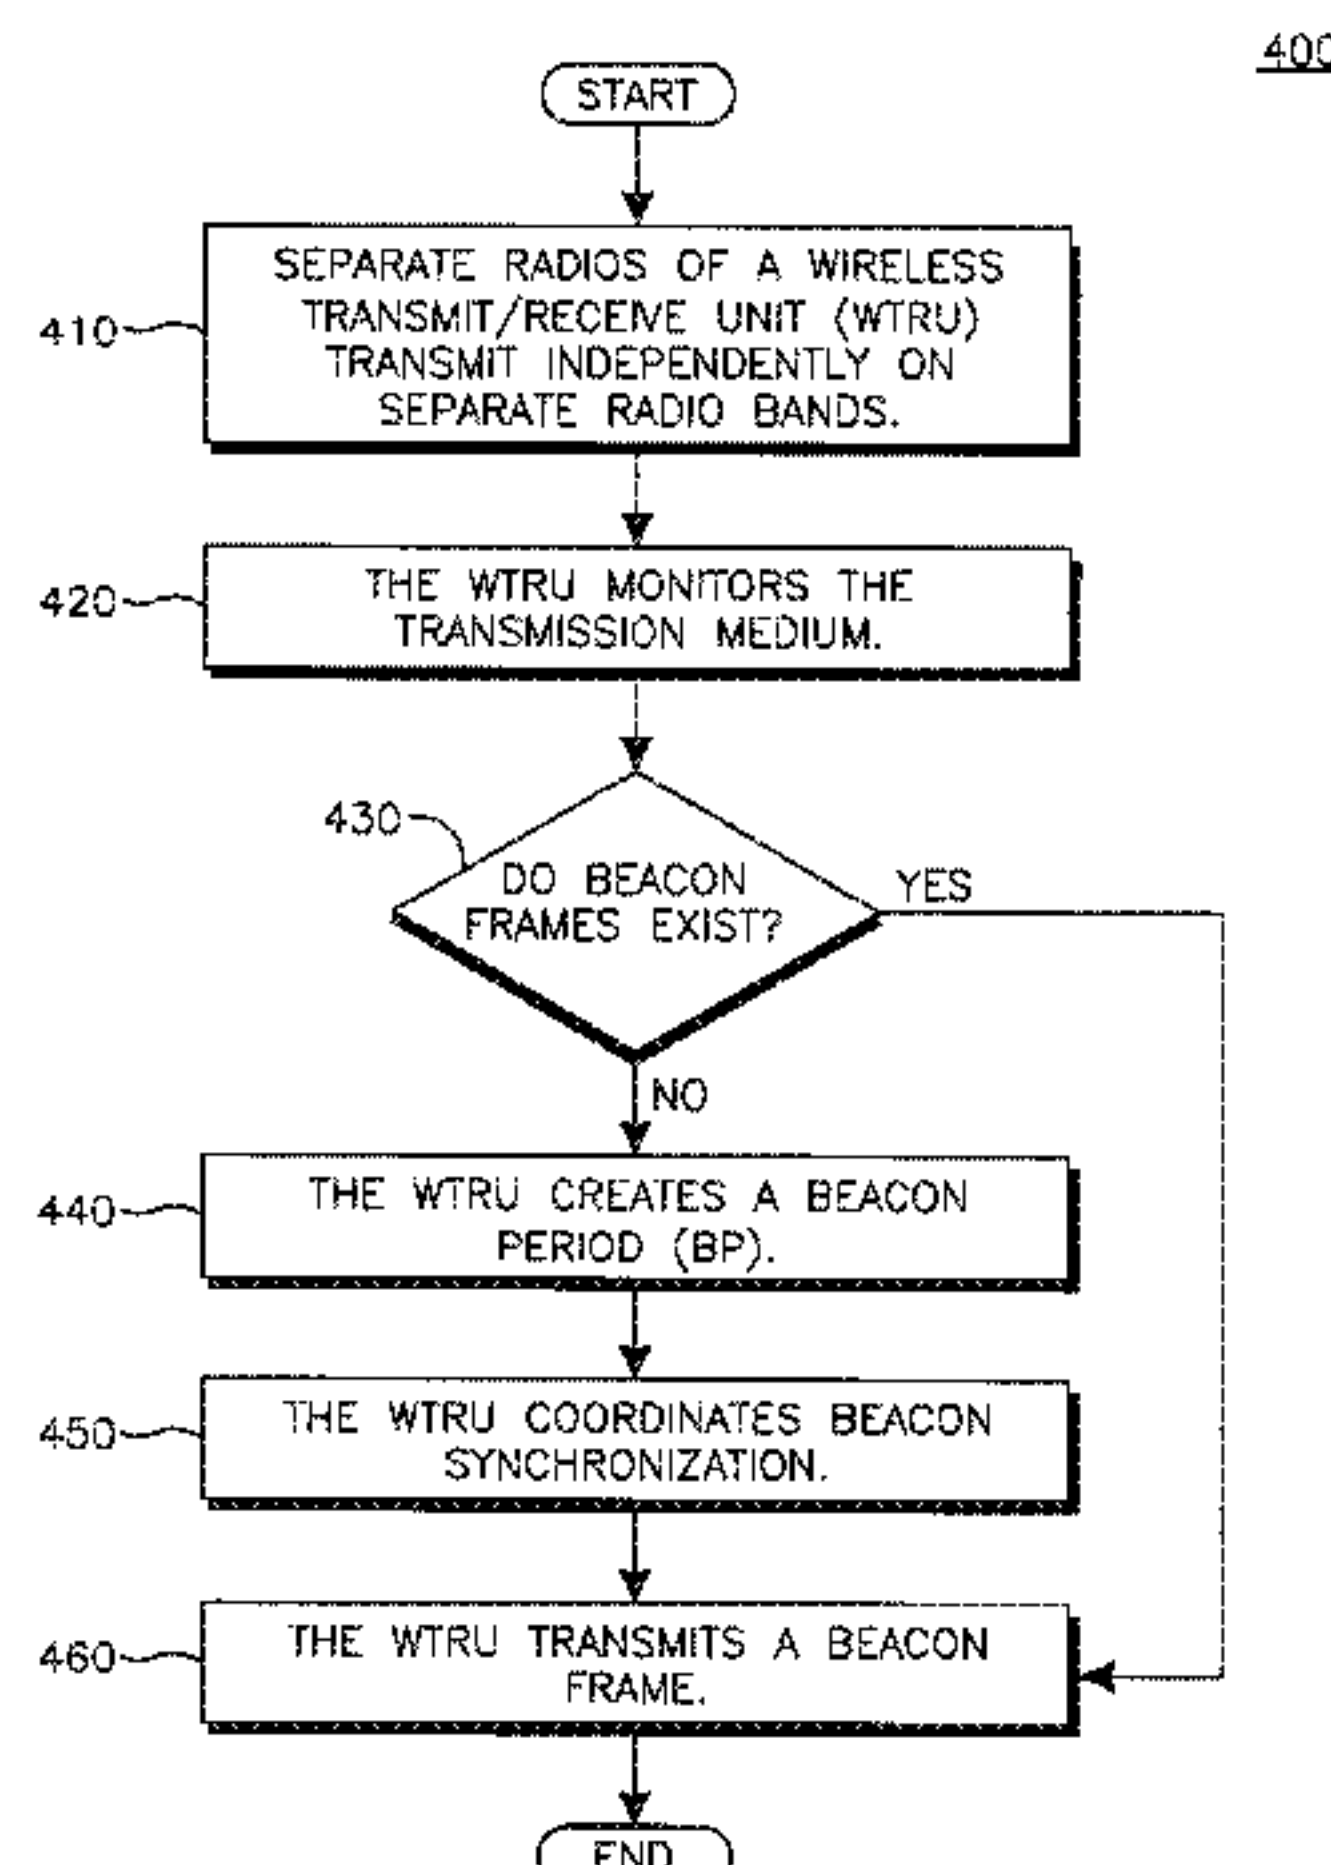 400
START
410
SEPARATE RADIOS OF A WIRELESS
TRANSMIT/RECEIVE UNIT (WTRU)
TRANSMIT INDEPENDENTLY ON
SEPARATE RADIO BANDS.
420
THE WTRU MONITORS THE
TRANSMISSION MEDIUM.
430
DO BEACON
FRAMES EXIST?
YES
NO
440
THE WTRU CREATES A BEACON
PERIOD (BP).
450
THE WTRU COORDINATES BEACON
SYNCHRONIZATION.
460
THE WTRU TRANSMITS A BEACON
FRAME.
END